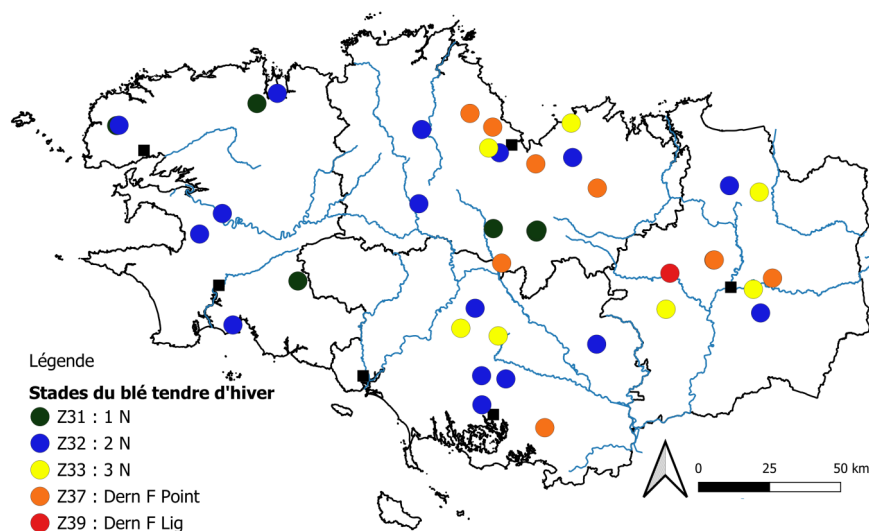 Légende
Stades du blé tendre d'hiver
Z31 : 1 N
Z32 : 2 N
Z33 : 3 N
Z37 : Dern F Point
Z39 : Dern F Lig
0 25 50 km